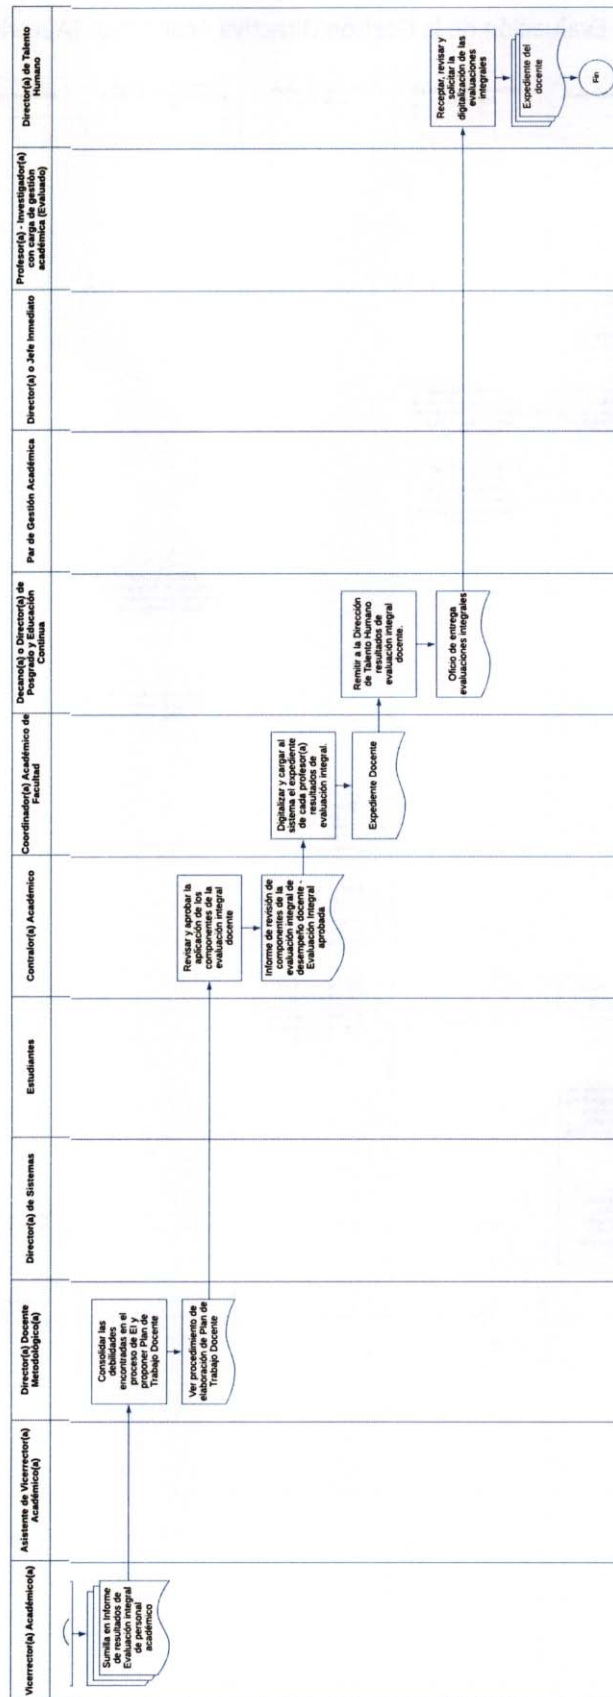 Vicerrector(a) Académico(a)
Asistente de Vicerrector(a)
Académico(a)
Director(a) Docente
Metodológico(a)
Director(a) de Sistemas
Estudiantes
Contralor(a) Académico
Coordinador(a) Académico de
Facultad
Decano(a) o Director(a) de
Posgrado y Educación
Continua
Par de Gestión Académica
Director(a) o Jefe Inmediato
Profesor(a) - Investigador(a)
con carga de gestión
académica (Evaluado)
Director(a) de Talento
Humano
Sumilla en Informe
de resultados de
Evaluación integral
de personal
académico
Consolidar las
debilidades
encontradas en el
proceso de EI y
proponer Plan de
Trabajo Docente
Ver procedimiento de
elaboración de Plan de
Trabajo Docente
Revisar y aprobar la
aplicación de los
componentes de la
evaluación integral
docente
Informe de revisión de
componentes de la
evaluación integral de
desempeño docente -
Evaluación Integral
aprobada
Digitalizar y cargar al
sistema el expediente
de cada profesor(a)
resultados de
evaluación integral.
Expediente Docente
Remitir a la Dirección
de Talento Humano
resultados de
evaluación integral
docente.
Oficio de entrega
evaluaciones integrales
Receptar, revisar y
solicitar la
digitalización de las
evaluaciones
integrales
Expediente del
docente
Fin